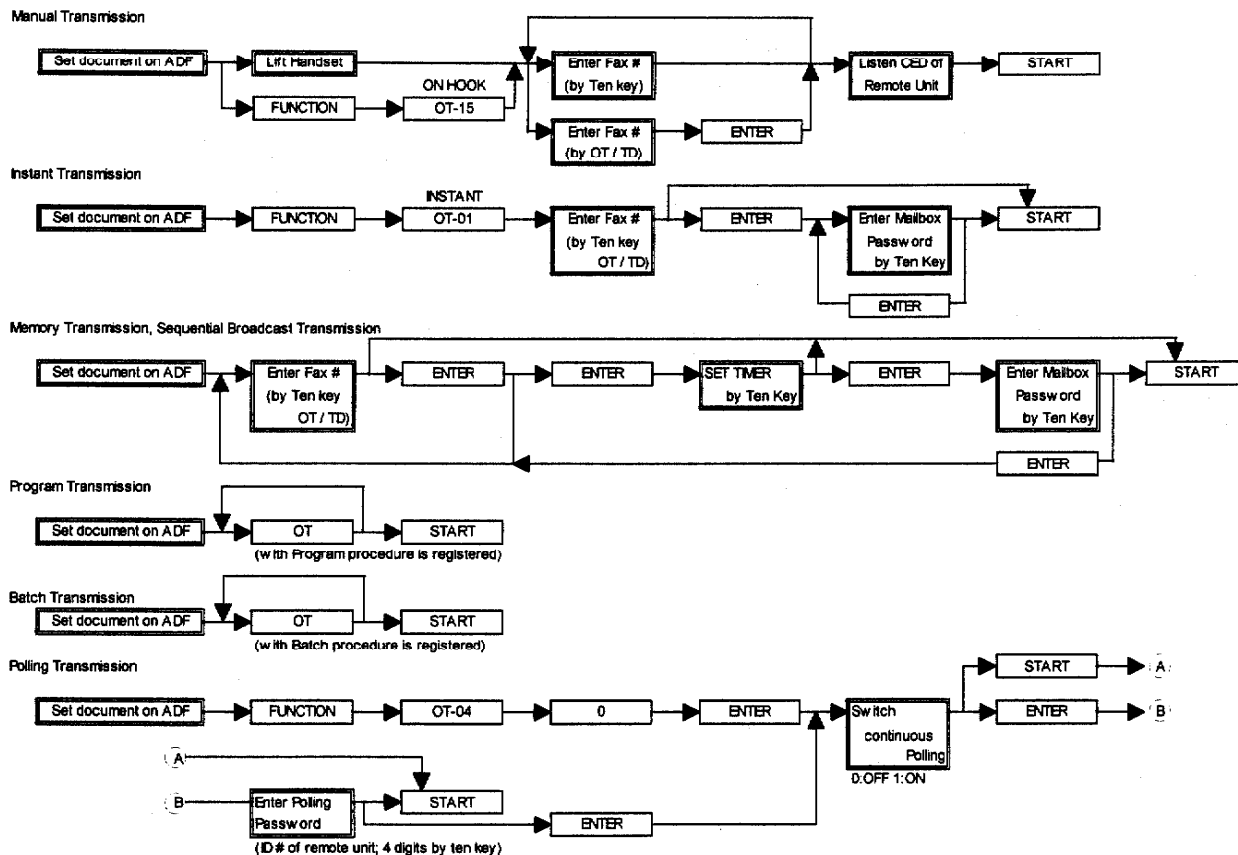 Manual Transmission
Set document on ADF
Lift Handset
Enter Fax #
(by Ten key)
Listen CED of
Remote Unit
START
ON HOOK
FUNCTION
OT-15
Enter Fax #
(by OT / TD)
ENTER
Instant Transmission
INSTANT
Set document on ADF
FUNCTION
OT-01
Enter Fax #
(by Ten key
OT / TD)
ENTER
Enter Mailbox
Password
by Ten Key
START
ENTER
Memory Transmission, Sequential Broadcast Transmission
Set document on ADF
Enter Fax #
(by Ten key
OT / TD)
ENTER
ENTER
SET TIMER
by Ten Key
ENTER
Enter Mailbox
Password
by Ten Key
START
ENTER
Program Transmission
Set document on ADF
OT
START
(with Program procedure is registered)
Batch Transmission
Set document on ADF
OT
START
(with Batch procedure is registered)
Polling Transmission
START
A
Set document on ADF
FUNCTION
OT-04
0
ENTER
Switch
continuous
Polling
ENTER
B
0:OFF 1:ON
A
B
Enter Polling
Password
START
ENTER
(ID# of remote unit; 4 digits by ten key)